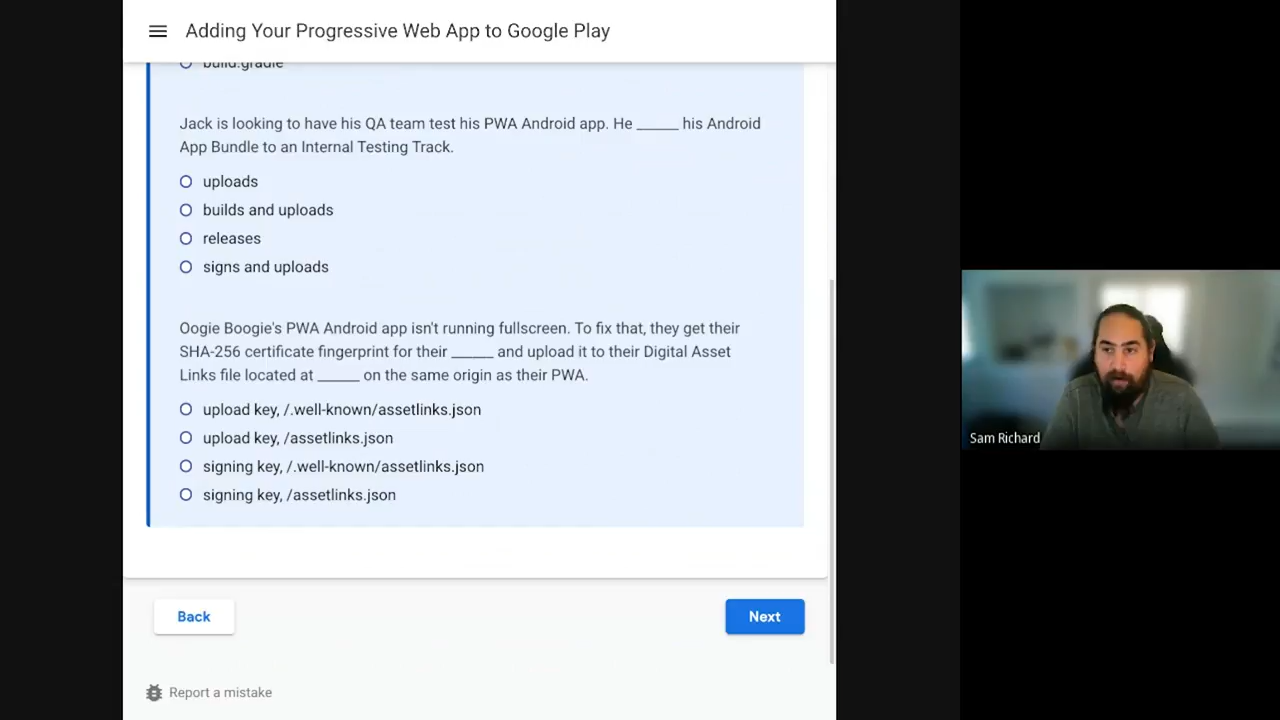 Adding Your Progressive Web App to Google Play
build.gradle
Jack is looking to have his QA team test his PWA Android app. He ______ his Android
App Bundle to an Internal Testing Track.
uploads
builds and uploads
releases
signs and uploads
Oogie Boogie's PWA Android app isn't running fullscreen. To fix that, they get their
SHA-256 certificate fingerprint for their ______ and upload it to their Digital Asset
Links file located at ______ on the same origin as their PWA.
upload key, /.well-known/assetlinks.json
upload key, /assetlinks.json
signing key, /.well-known/assetlinks.json
signing key, /assetlinks.json
Back
Next
Report a mistake
Sam Richard